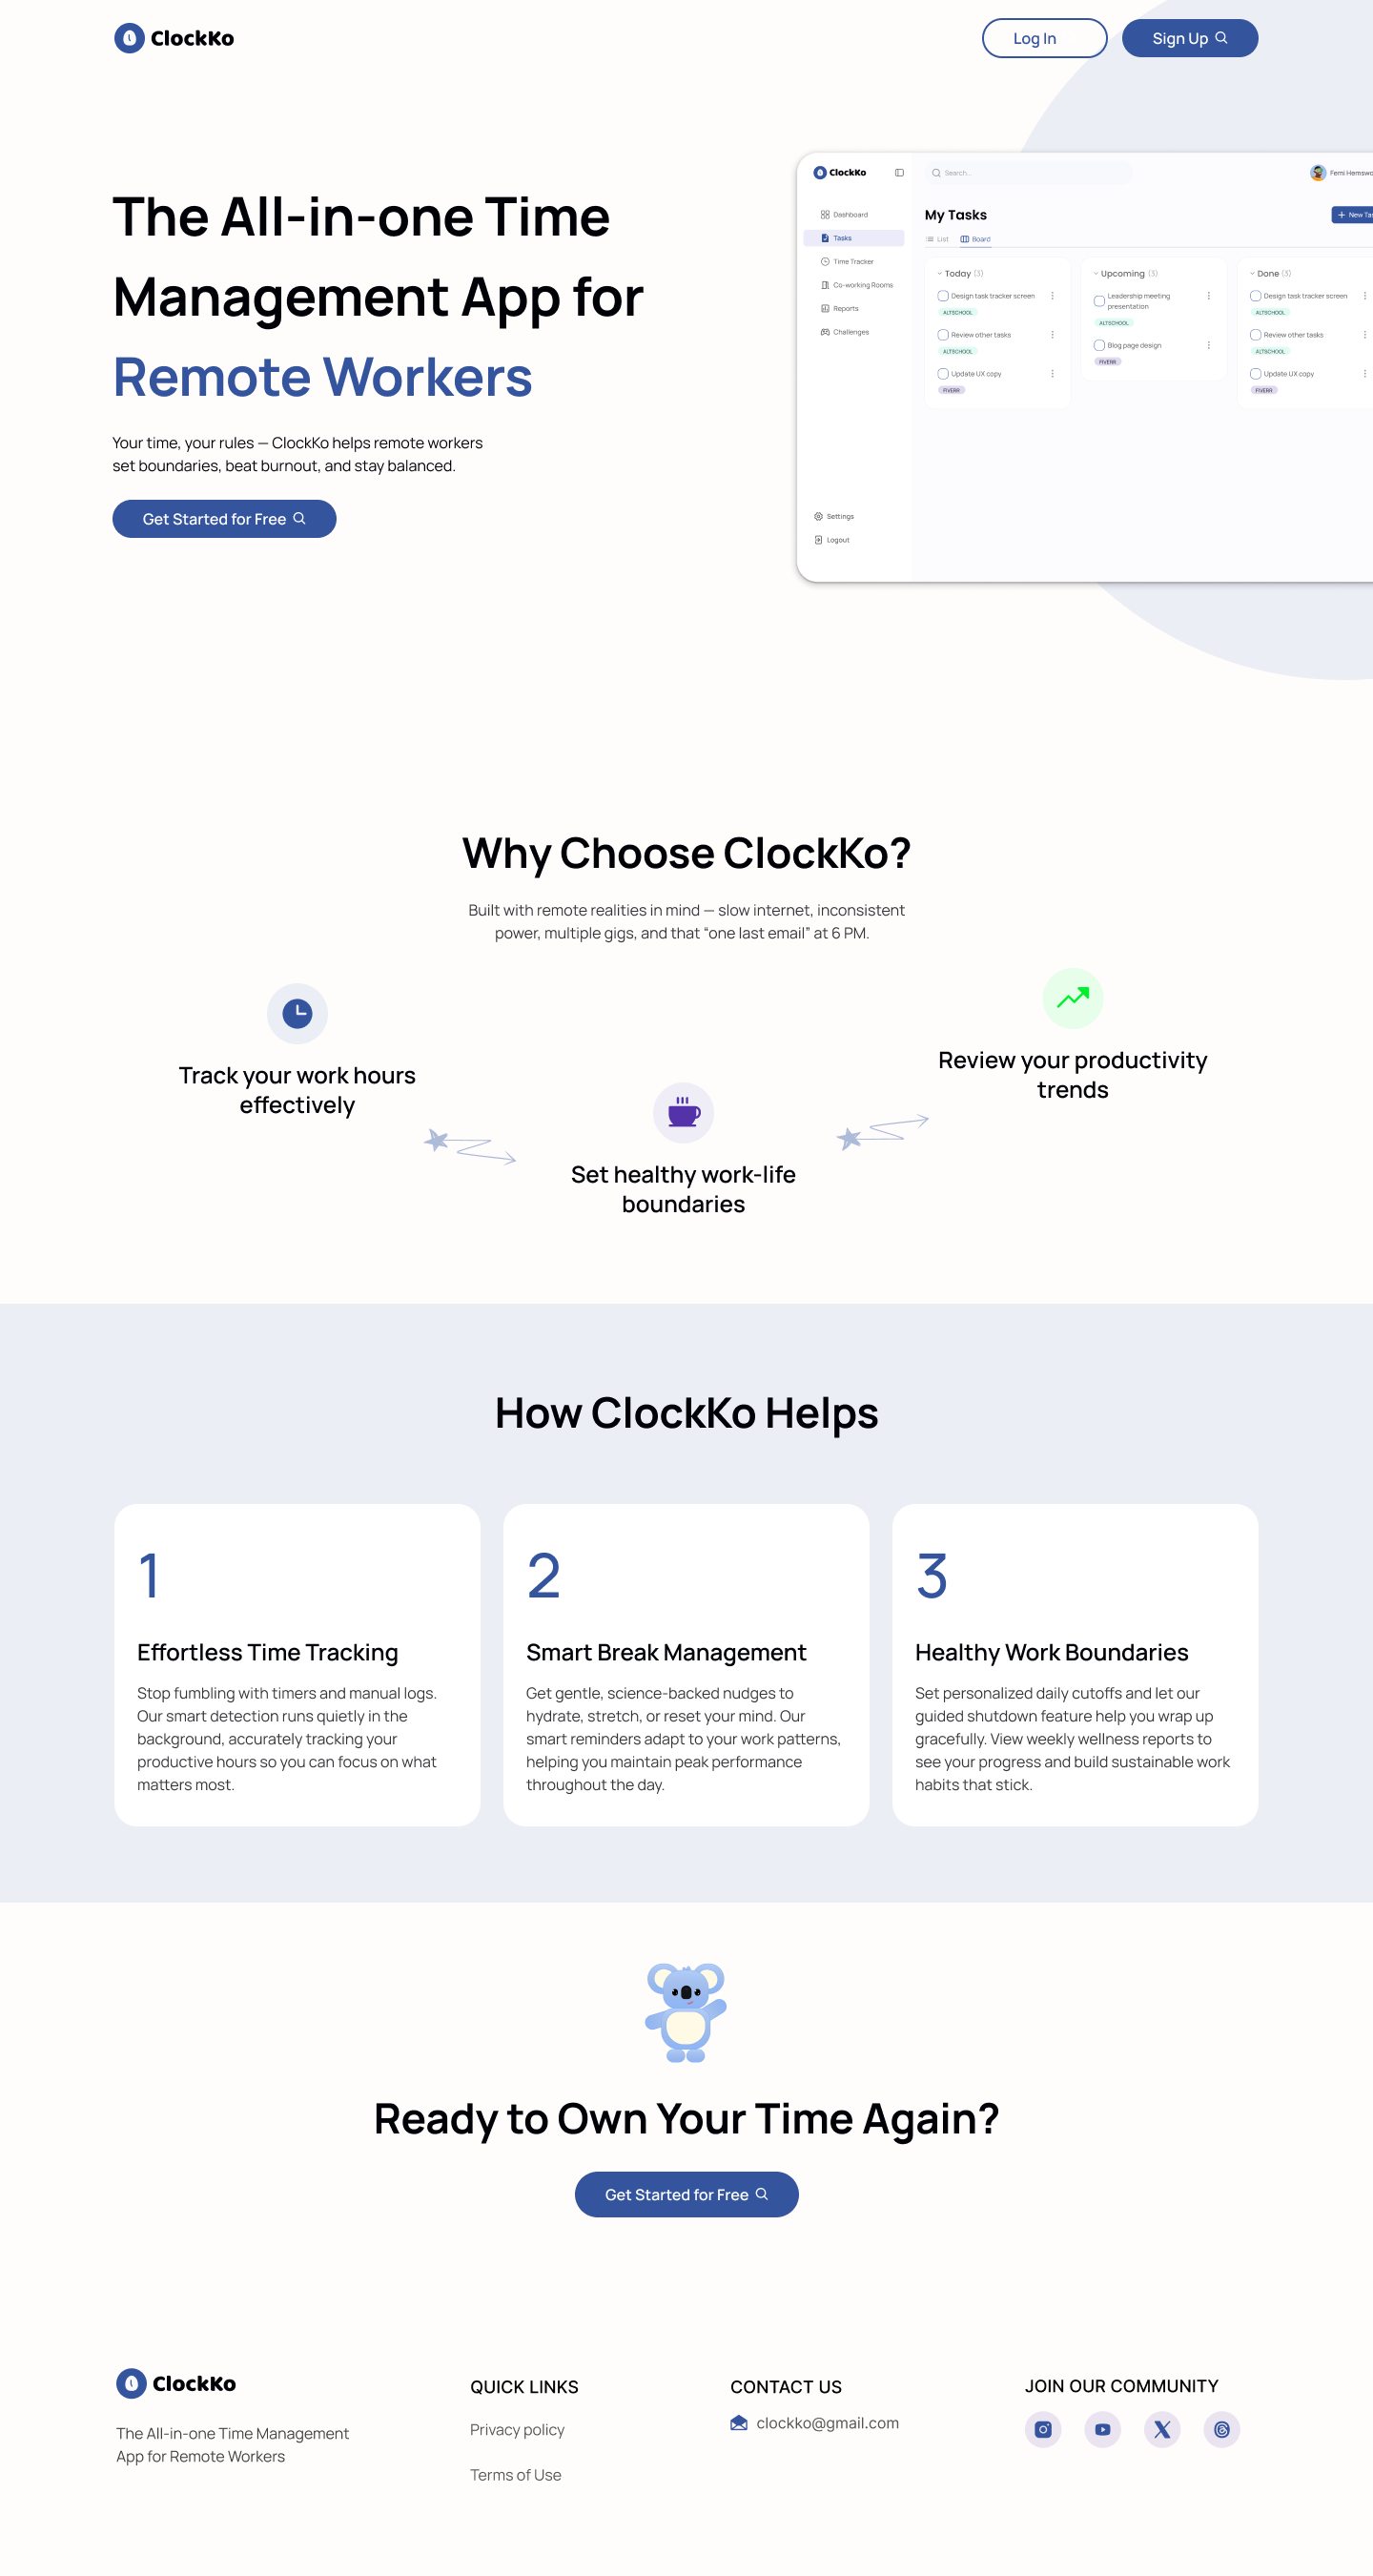 ClockKo
Log In
Sign Up
The All-in-one Time
Management App for
Remote Workers
Your time, your rules — ClockKo helps remote workers
set boundaries, beat burnout, and stay balanced.
Get Started for Free
ClockKo
Search...
Dashboard
Tasks
Time Tracker
Co-working Rooms
Reports
Challenges
Settings
Logout
My Tasks
List
Board
Today (3)
Design task tracker screen
ALTSCHOOL
Review other tasks
ALTSCHOOL
Update UX copy
FIVERR
Upcoming (3)
Leadership meeting
presentation
ALTSCHOOL
Blog page design
FIVERR
Femi
New
Done (3)
Design task tracker screen
ALTSCHOOL
Review other tasks
ALTSCHOOL
Update UX copy
FIVERR
Why Choose ClockKo?
Built with remote realities in mind — slow internet, inconsistent
power, multiple gigs, and that “one last email” at 6 PM.
Track your work hours
effectively
Set healthy work-life
boundaries
Review your productivity
trends
How ClockKo Helps
1
Effortless Time Tracking
Stop fumbling with timers and manual logs.
Our smart detection runs quietly in the
background, accurately tracking your
productive hours so you can focus on what
matters most.
2
Smart Break Management
Get gentle, science-backed nudges to
hydrate, stretch, or reset your mind. Our
smart reminders adapt to your work patterns,
helping you maintain peak performance
throughout the day.
3
Healthy Work Boundaries
Set personalized daily cutoffs and let our
guided shutdown feature help you wrap up
gracefully. View weekly wellness reports to
see your progress and build sustainable work
habits that stick.
Ready to Own Your Time Again?
Get Started for Free
ClockKo
The All-in-one Time Management
App for Remote Workers
QUICK LINKS
Privacy policy
Terms of Use
CONTACT US
clockko@gmail.com
JOIN OUR COMMUNITY